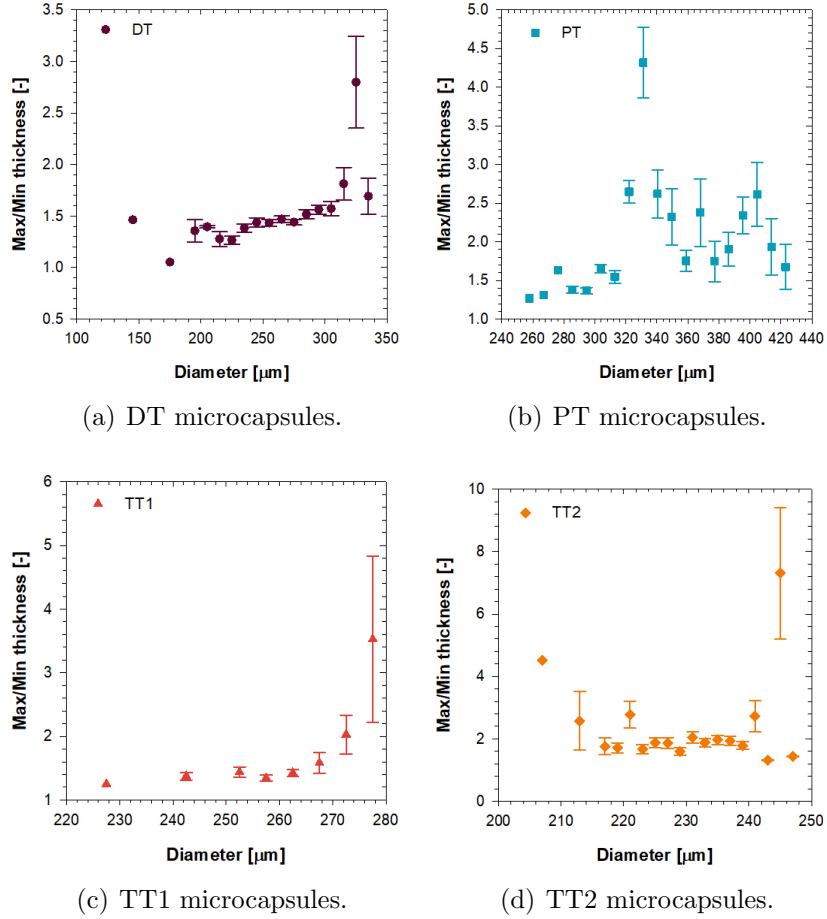 3.5
3.0
2.5
2.0
1.5
1.0
0.5
100 150 200 250 300 350
Max/Min thickness [-]
Diameter [µm]
DT
(a) DT microcapsules.
5.0
4.5
4.0
3.5
3.0
2.5
2.0
1.5
1.0
240 260 280 300 320 340 360 380 400 420 440
Max/Min thickness [-]
Diameter [µm]
PT
(b) PT microcapsules.
6
5
4
3
2
1
220 230 240 250 260 270 280
Max/Min thickness [-]
Diameter [µm]
TT1
(c) TT1 microcapsules.
10
8
6
4
2
0
200 210 220 230 240 250
Max/Min thickness [-]
Diameter [µm]
TT2
(d) TT2 microcapsules.